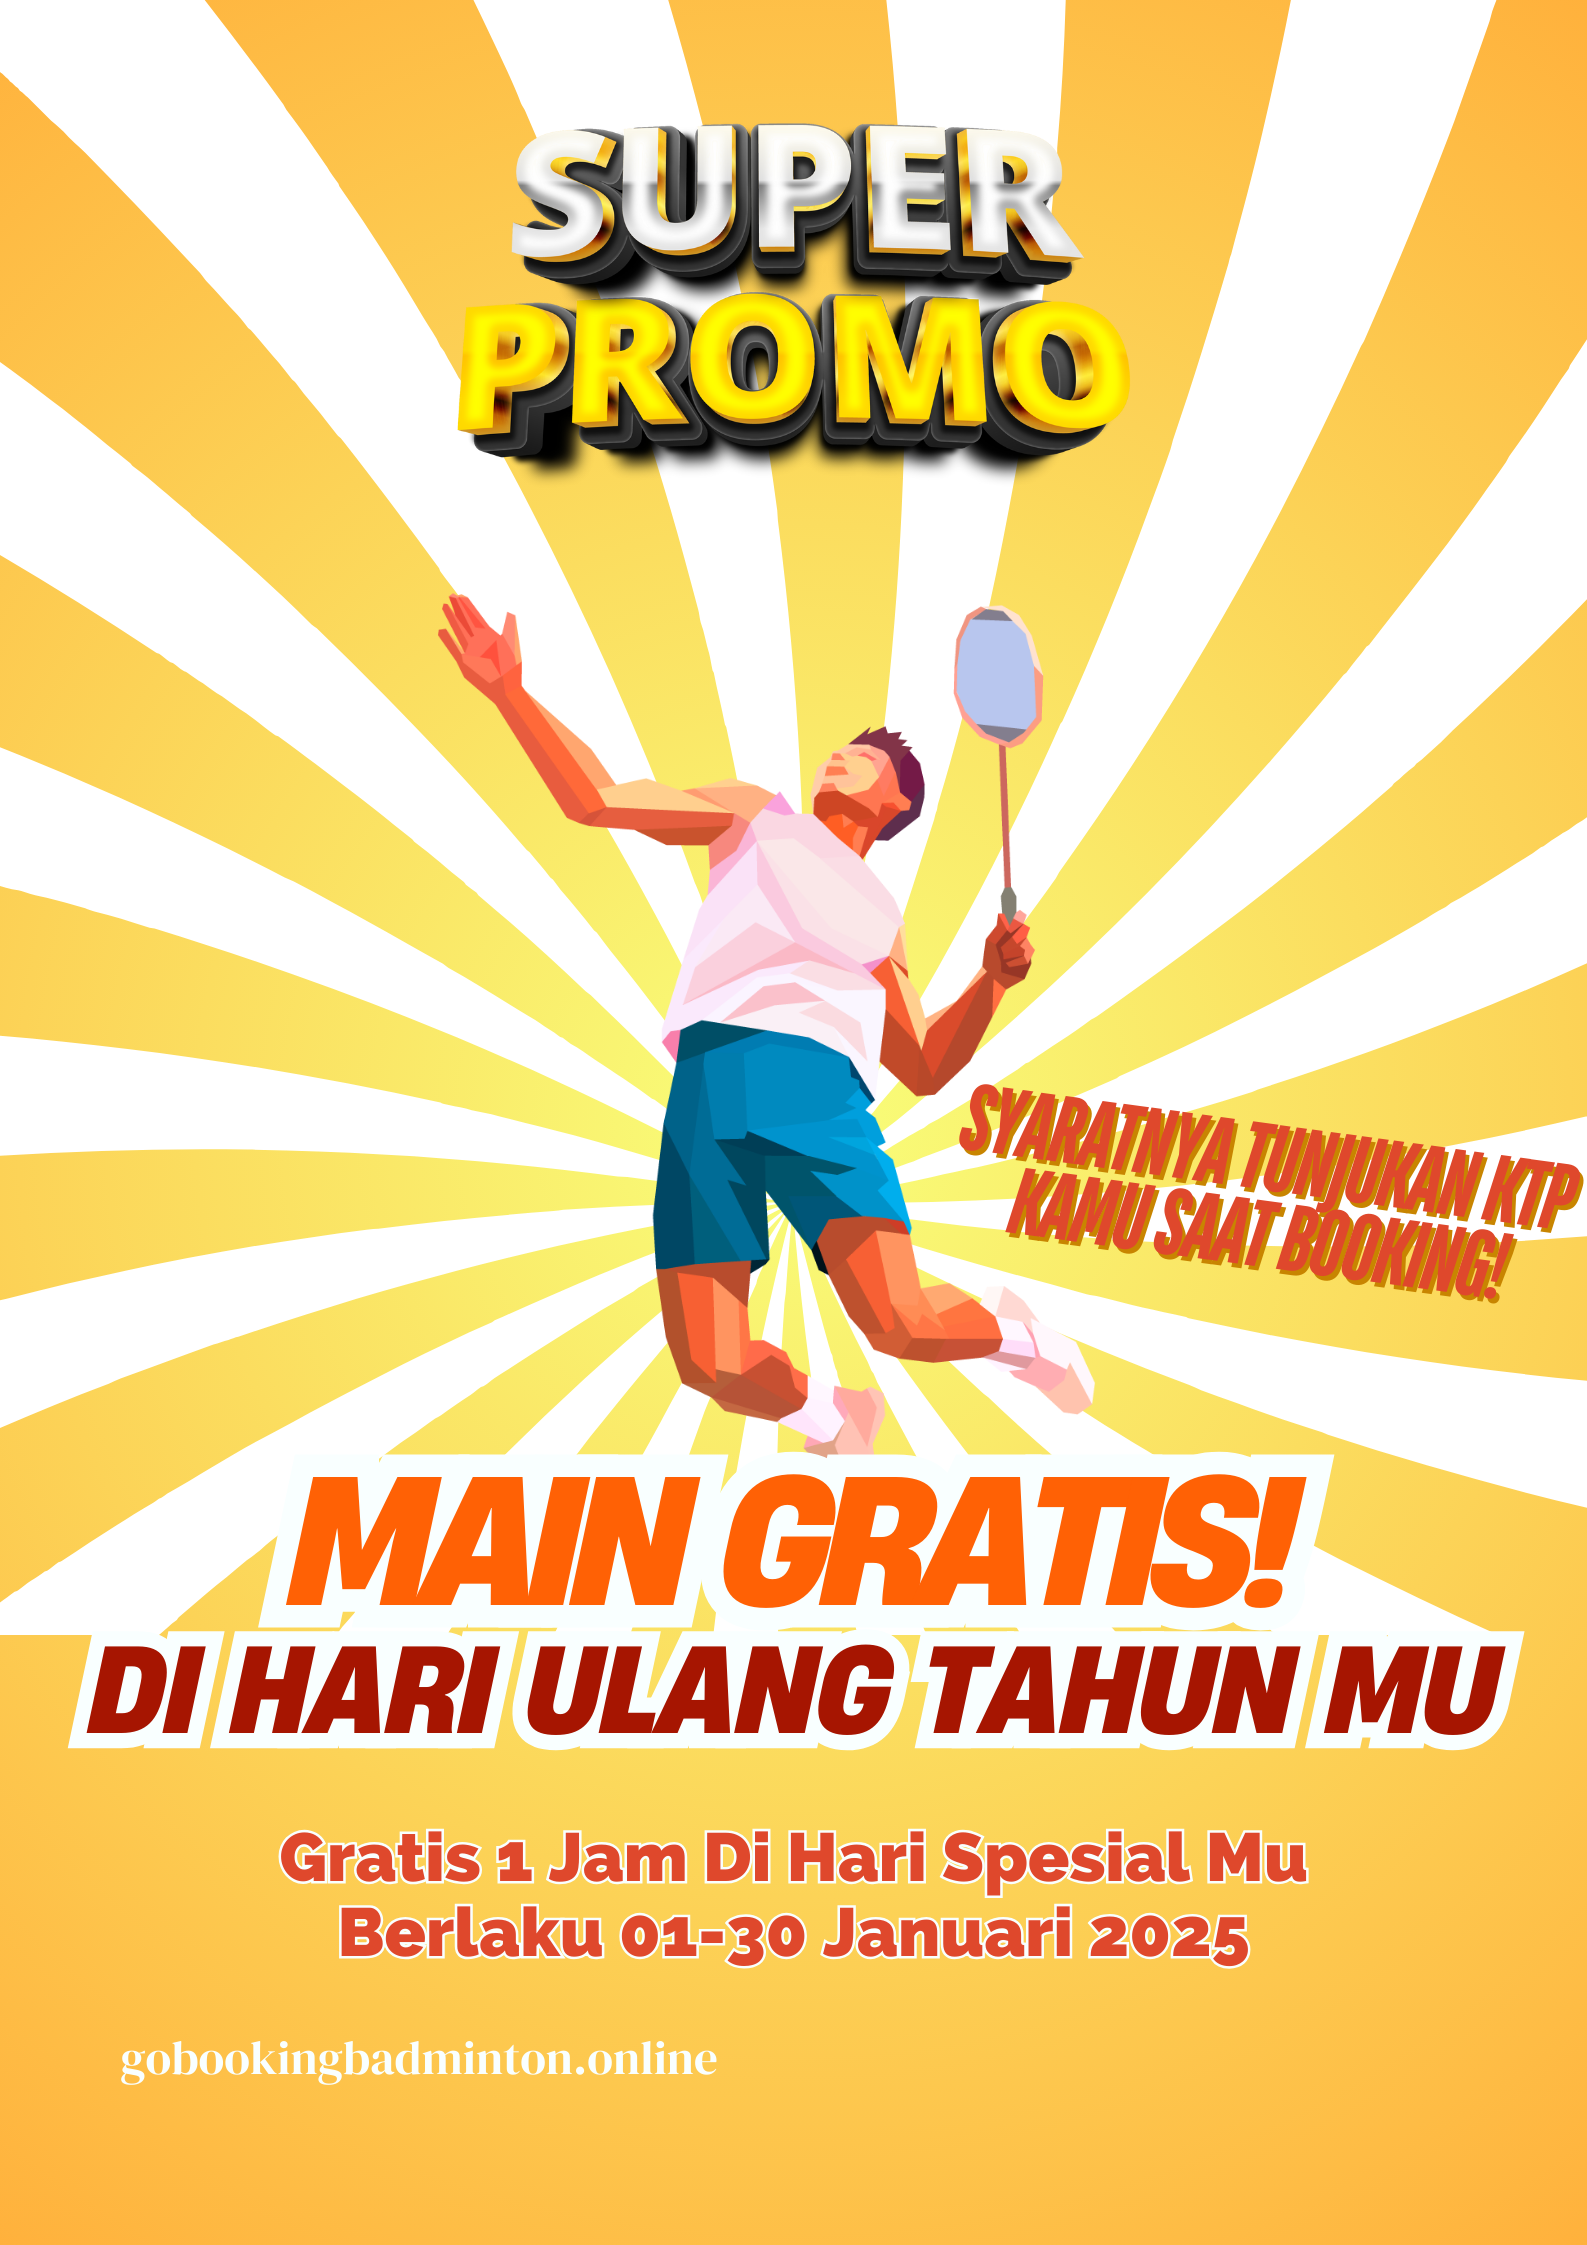 SUPER
PROMO
SYARATNYA TUNJUKAN KTP
KAMU SAAT BOOKING!
MAIN GRATIS!
DI HARI ULANG TAHUN MU
Gratis 1 Jam Di Hari Spesial Mu
Berlaku 01-30 Januari 2025
gobookingbadminton.online